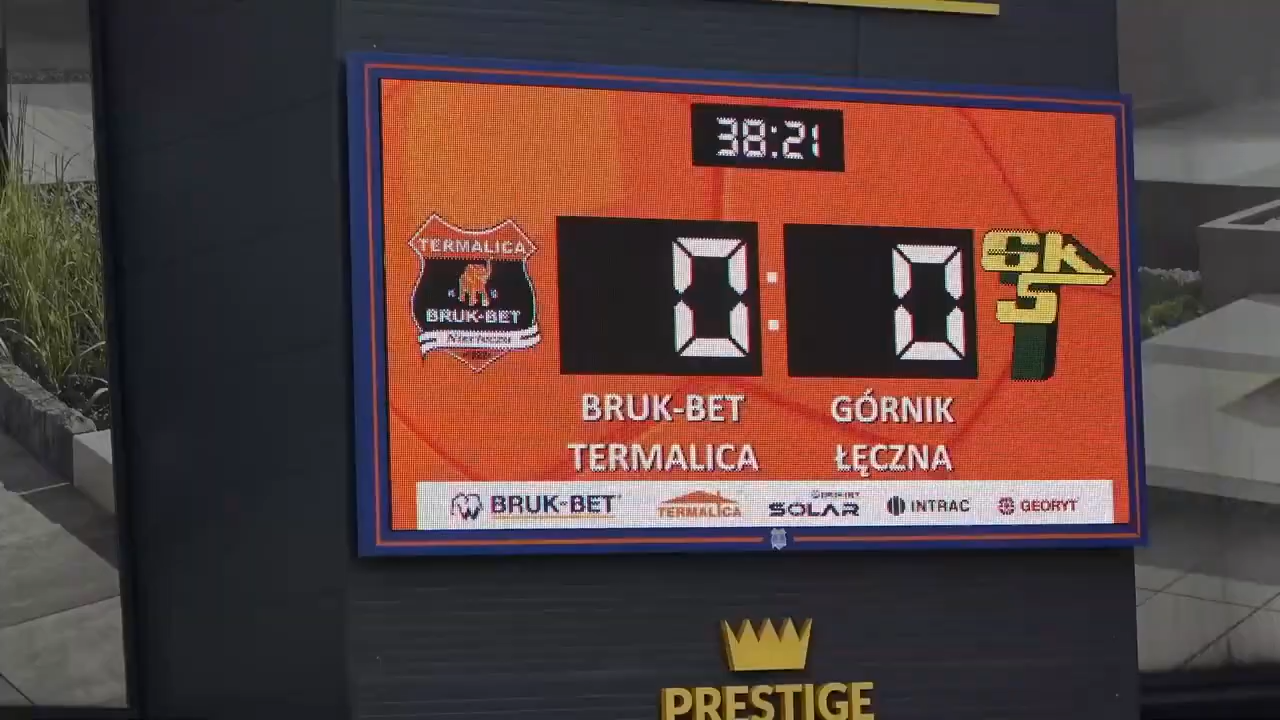 38:21
TERMALICA
BRUK-BET
0 : 0
GKS
BRUK-BET
TERMALICA
GÓRNIK
ŁĘCZNA
BRUK-BET
TERMALICA
SOLAR
INTRAC
GEORYT
PRESTIGE